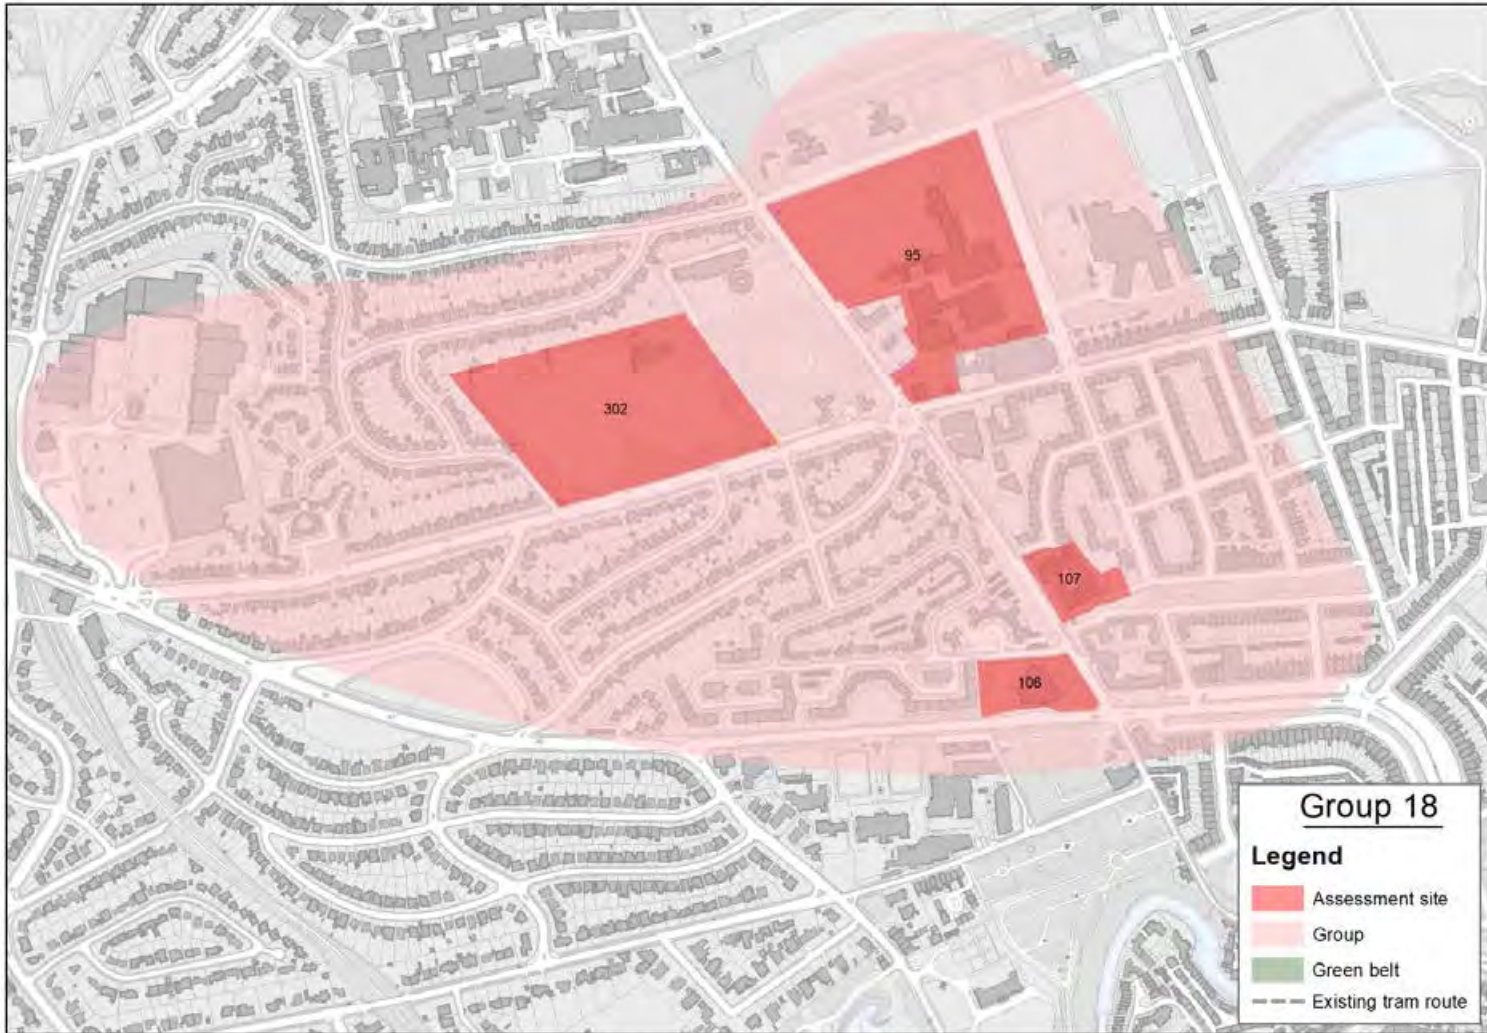 95
302
107
106
Group 18
Legend
Assessment site
Group
Green belt
Existing tram route